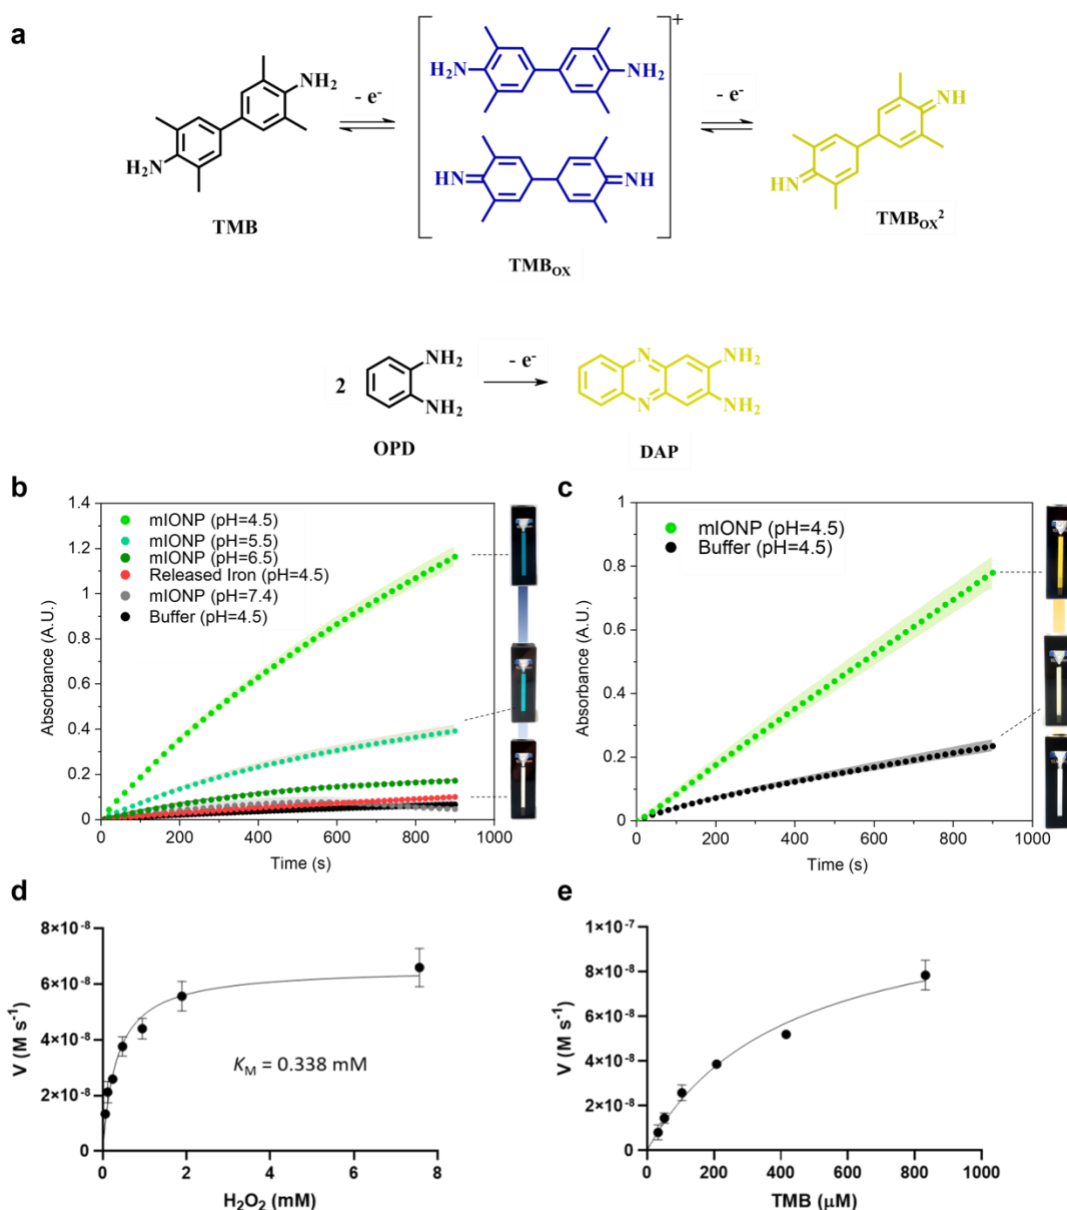 a
NH₂
H₂N
TMB
- e⁻
+
H₂N
NH₂
HN
NH
TMB_OX
- e⁻
NH
HN
TMB_OX²
2
NH₂
NH₂
OPD
- e⁻
N
N
NH₂
NH₂
DAP
b
1.4
1.2
1
0.8
0.6
0.4
0.2
0
0 200 400 600 800 1000
Absorbance (A.U.)
Time (s)
mIONP (pH=4.5)
mIONP (pH=5.5)
mIONP (pH=6.5)
Released Iron (pH=4.5)
mIONP (pH=7.4)
Buffer (pH=4.5)
c
1
0.8
0.6
0.4
0.2
0
0 200 400 600 800 1000
Absorbance (A.U.)
Time (s)
mIONP (pH=4.5)
Buffer (pH=4.5)
d
8×10⁻⁸
6×10⁻⁸
4×10⁻⁸
2×10⁻⁸
0
0 2 4 6 8
V (M s⁻¹)
H₂O₂ (mM)
K_M = 0.338 mM
e
1×10⁻⁷
8×10⁻⁸
6×10⁻⁸
4×10⁻⁸
2×10⁻⁸
0
0 200 400 600 800 1000
V (M s⁻¹)
TMB (μM)